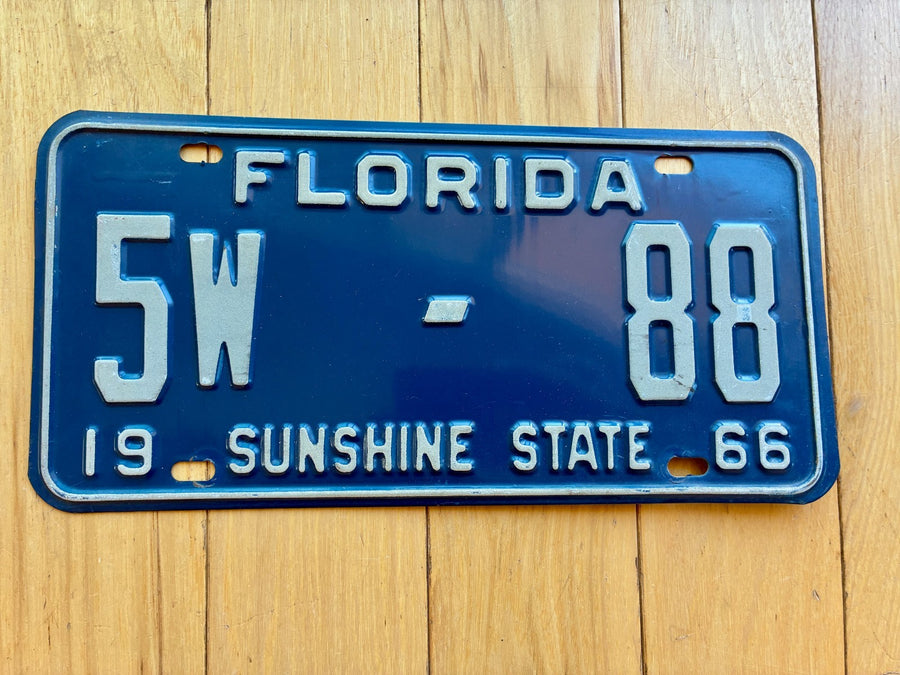 FLORIDA
5W - 88
19 SUNSHINE STATE 66